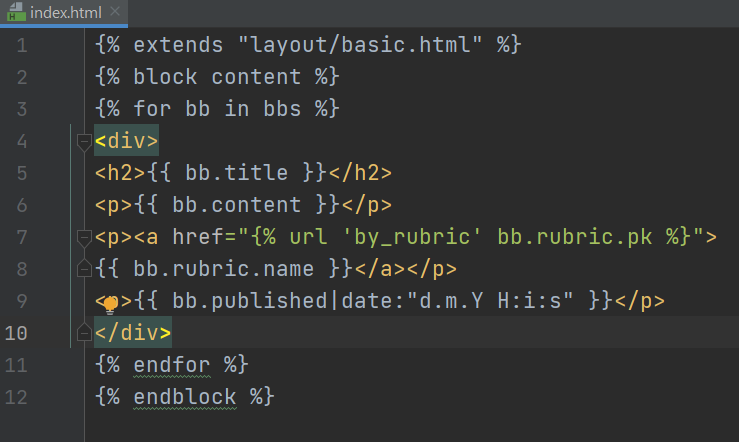 index.html
1 {% extends "layout/basic.html" %}
2 {% block content %}
3 {% for bb in bbs %}
4 <div>
5 <h2>{{ bb.title }}</h2>
6 <p>{{ bb.content }}</p>
7 <p><a href="{% url 'by_rubric' bb.rubric.pk %}">
8 {{ bb.rubric.name }}</a></p>
9 <p>{{ bb.published|date:"d.m.Y H:i:s" }}</p>
10 </div>
11 {% endfor %}
12 {% endblock %}